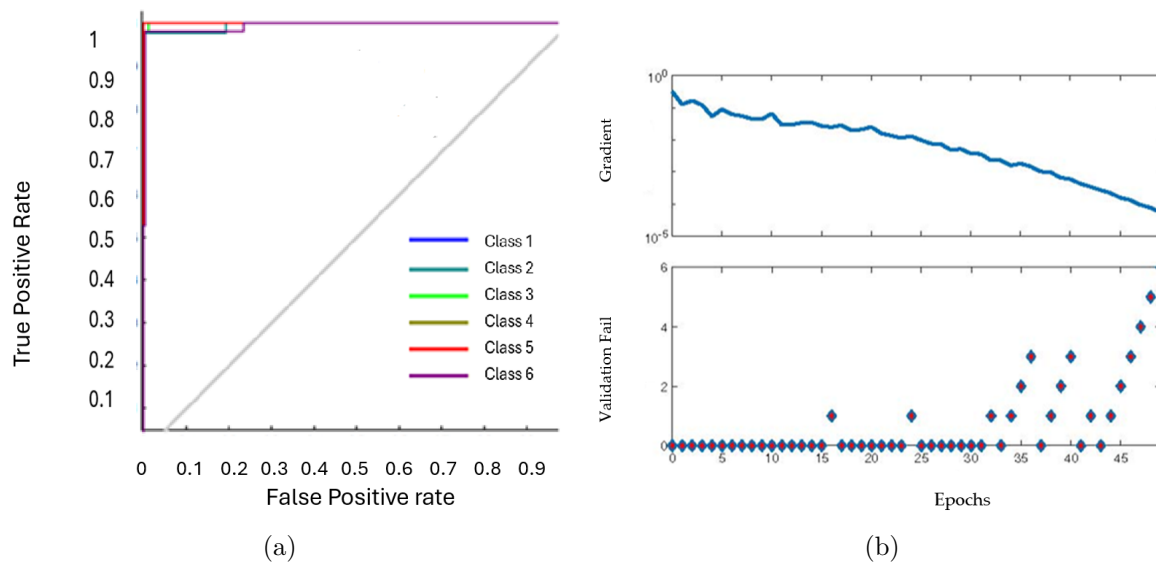 True Positive Rate
1
0.9
0.8
0.7
0.6
0.5
0.4
0.3
0.2
0.1
0 0.1 0.2 0.3 0.4 0.5 0.6 0.7 0.8 0.9
False Positive rate
Class 1
Class 2
Class 3
Class 4
Class 5
Class 6
(a)
Gradient
10^0
10^-5
Validation Fail
6
4
2
0
0 5 10 15 20 25 30 35 40 45
Epochs
(b)